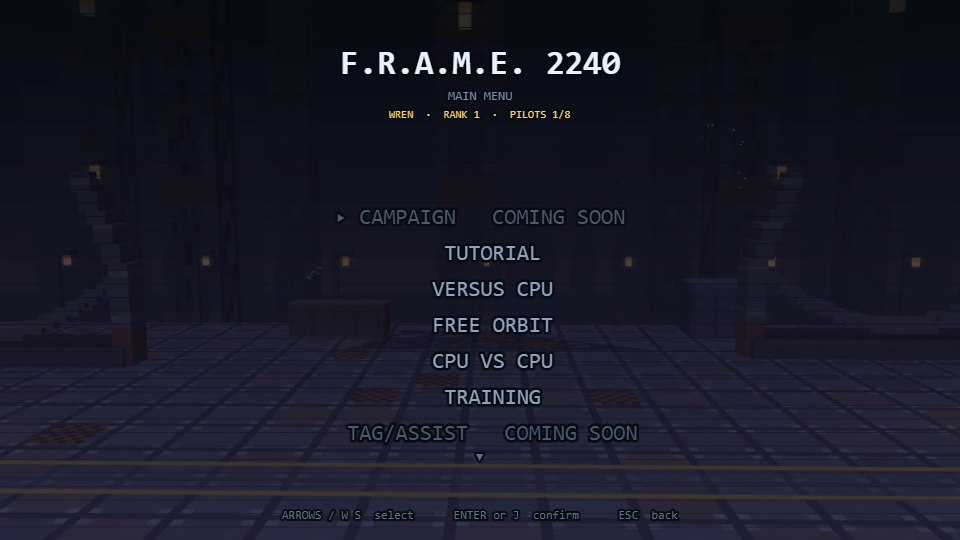 F.R.A.M.E. 2240
MAIN MENU
WREN · RANK 1 · PILOTS 1/8
▸ CAMPAIGN COMING SOON
TUTORIAL
VERSUS CPU
FREE ORBIT
CPU VS CPU
TRAINING
TAG/ASSIST COMING SOON
▼
ARROWS / W S select ENTER or J confirm ESC back